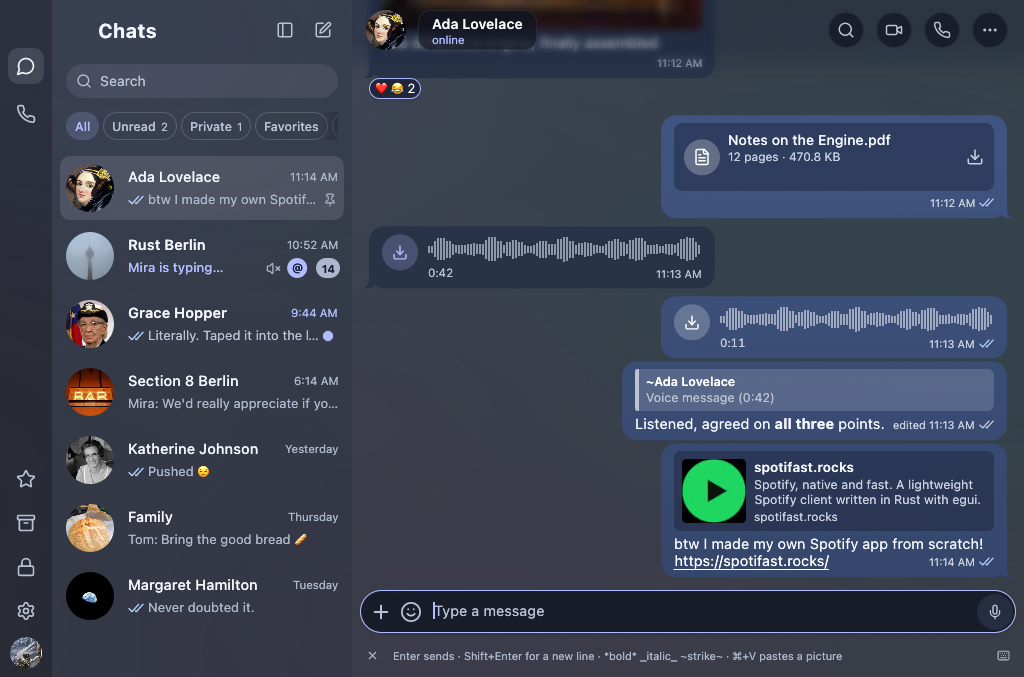 Chats
Search
All
Unread 2
Private 1
Favorites
Ada Lovelace
11:14 AM
btw I made my own Spotif...
Rust Berlin
10:52 AM
Mira is typing...
@
14
Grace Hopper
9:44 AM
Literally. Taped it into the l...
Section 8 Berlin
6:14 AM
Mira: We'd really appreciate if yo...
BAR
Katherine Johnson
Yesterday
Pushed 😉
Family
Thursday
Tom: Bring the good bread 🥖
Margaret Hamilton
Tuesday
Never doubted it.
Ada Lovelace
online
finally assembled
11:12 AM
❤️ 😂 2
Notes on the Engine.pdf
12 pages · 470.8 KB
11:12 AM
0:42
11:13 AM
0:11
11:13 AM
~Ada Lovelace
Voice message (0:42)
Listened, agreed on all three points.
edited 11:13 AM
spotifast.rocks
Spotify, native and fast. A lightweight
Spotify client written in Rust with egui.
spotifast.rocks
btw I made my own Spotify app from scratch!
https://spotifast.rocks/
11:14 AM
Type a message
Enter sends · Shift+Enter for a new line · *bold* _italic_ ~strike~ · ⌘+V pastes a picture